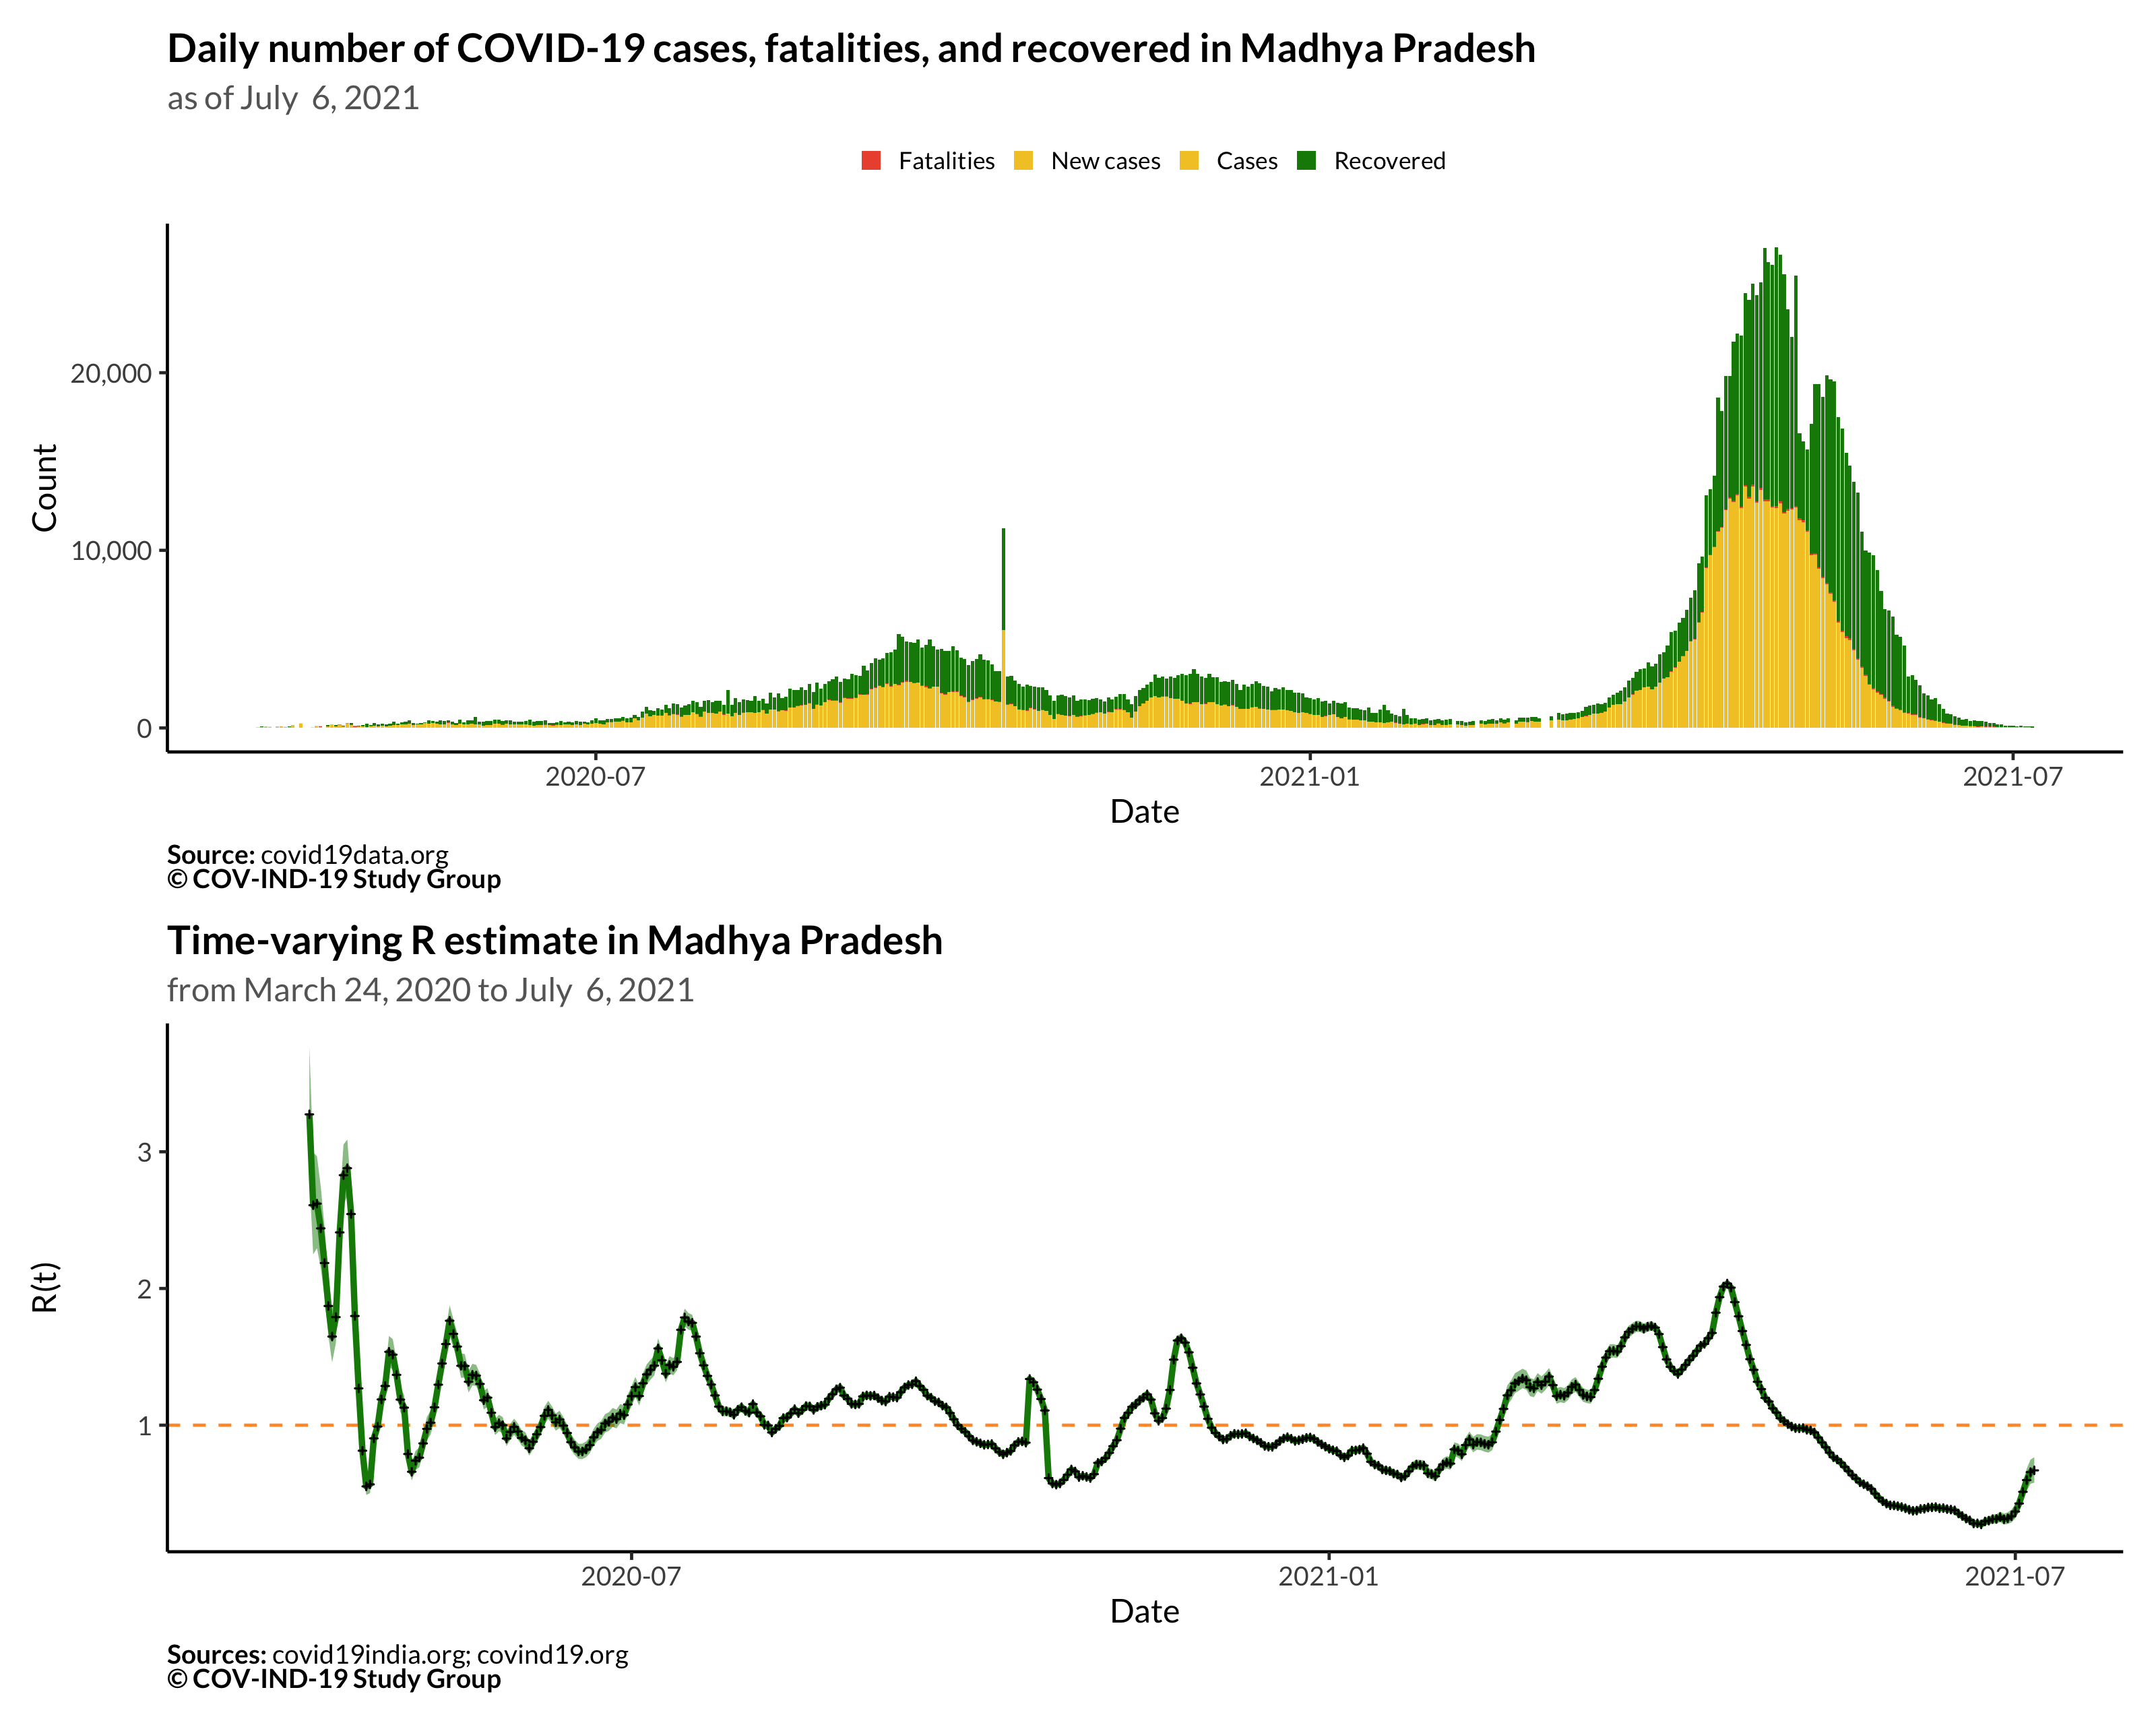 Daily number of COVID-19 cases, fatalities, and recovered in Madhya Pradesh
as of July  6, 2021
Fatalities New cases Cases Recovered
Count
20,000
10,000
0
2020-07 2021-01 2021-07
Date
Source: covid19data.org
© COV-IND-19 Study Group
Time-varying R estimate in Madhya Pradesh
from March 24, 2020 to July  6, 2021
R(t)
3
2
1
2020-07 2021-01 2021-07
Date
Sources: covid19india.org; covind19.org
© COV-IND-19 Study Group